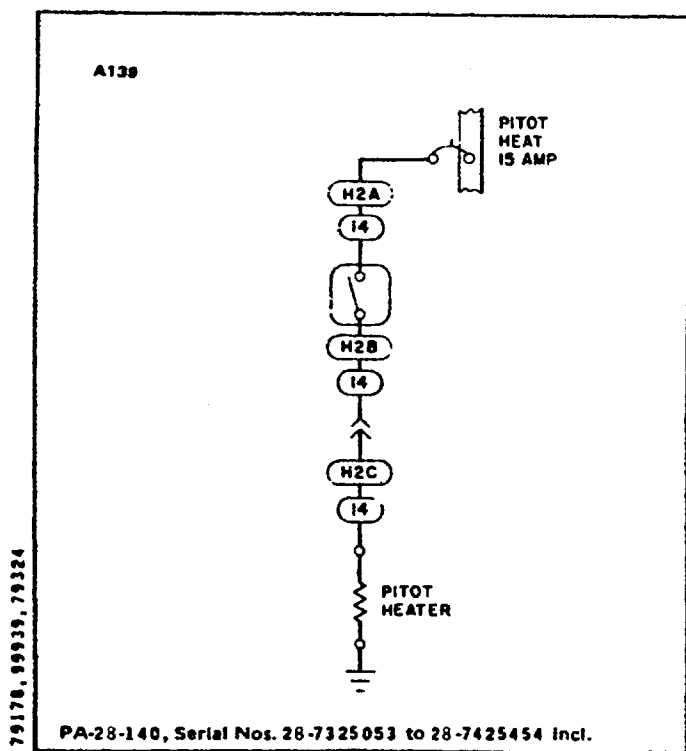 A139
PITOT
HEAT
15 AMP
H2A
14
H2B
14
H2C
14
PITOT
HEATER
79178, 99939, 79324
PA-28-140, Serial Nos. 28-7325053 to 28-7425454 incl.